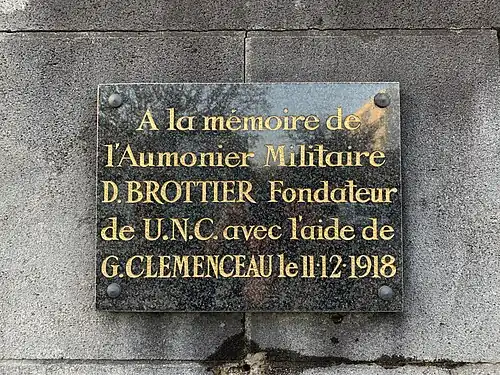 A la mémoire de
l'Aumonier Militaire
D. BROTTIER Fondateur
de U.N.C. avec l'aide de
G. CLEMENCEAU le 11·12·1918